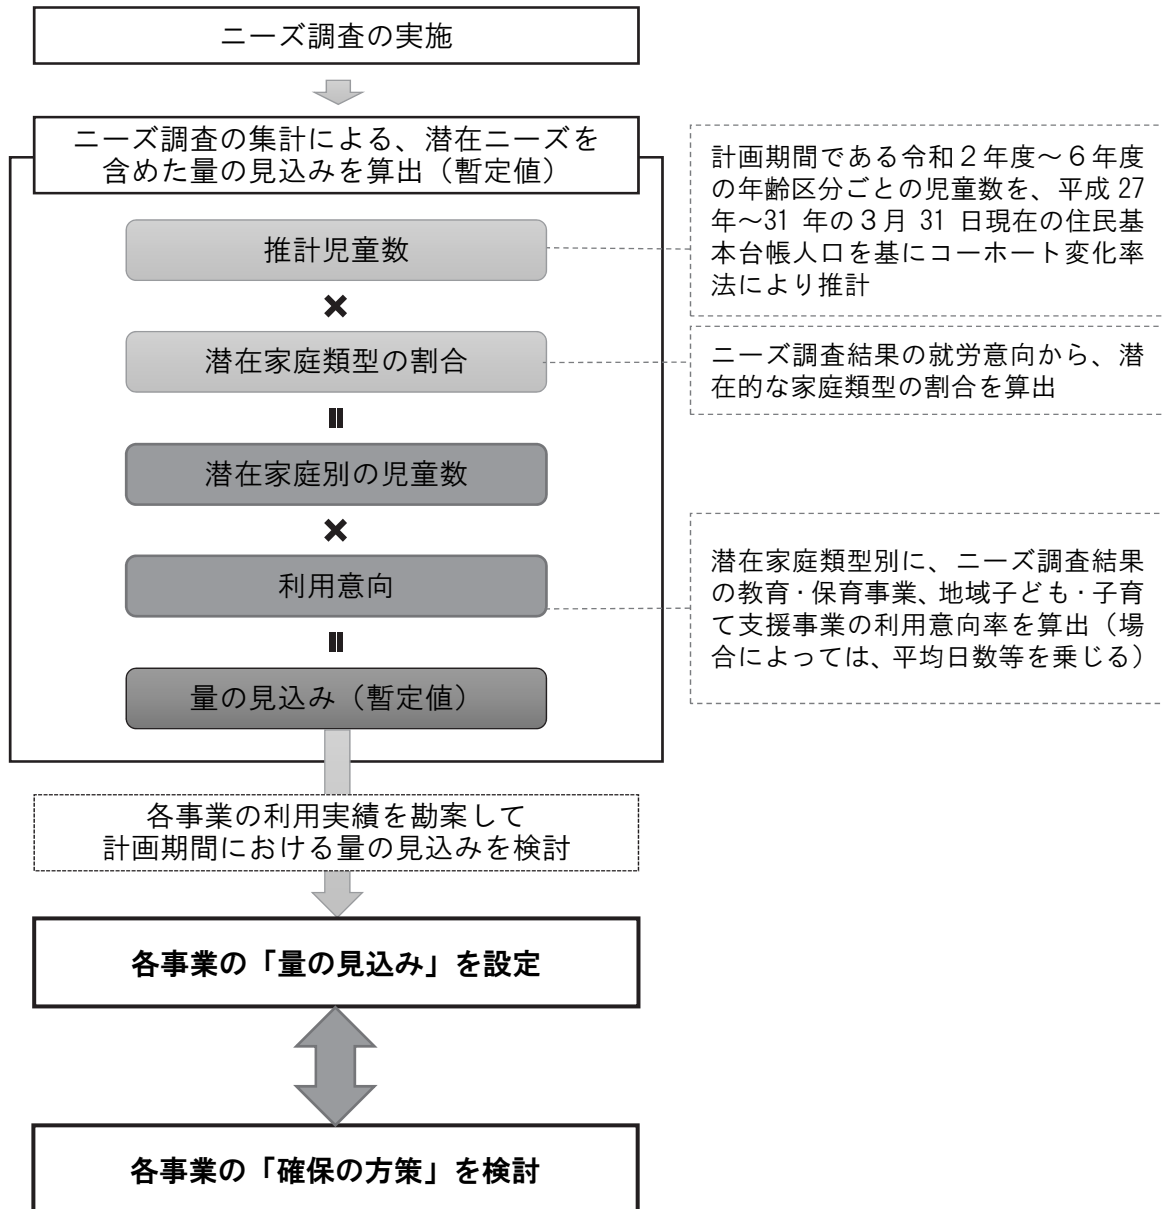 ニーズ調査の実施
ニーズ調査の集計による、潜在ニーズを
含めた量の見込みを算出（暫定値）
推計児童数
×
潜在家庭類型の割合
＝
潜在家庭別の児童数
×
利用意向
＝
量の見込み（暫定値）
計画期間である令和２年度～６年度
の年齢区分ごとの児童数を、平成 27
年～31 年の３月 31 日現在の住民基
本台帳人口を基にコーホート変化率
法により推計
ニーズ調査結果の就労意向から、潜
在的な家庭類型の割合を算出
潜在家庭類型別に、ニーズ調査結果
の教育・保育事業、地域子ども・子育
て支援事業の利用意向率を算出（場
合によっては、平均日数等を乗じる）
各事業の利用実績を勘案して
計画期間における量の見込みを検討
各事業の「量の見込み」を設定
各事業の「確保の方策」を検討